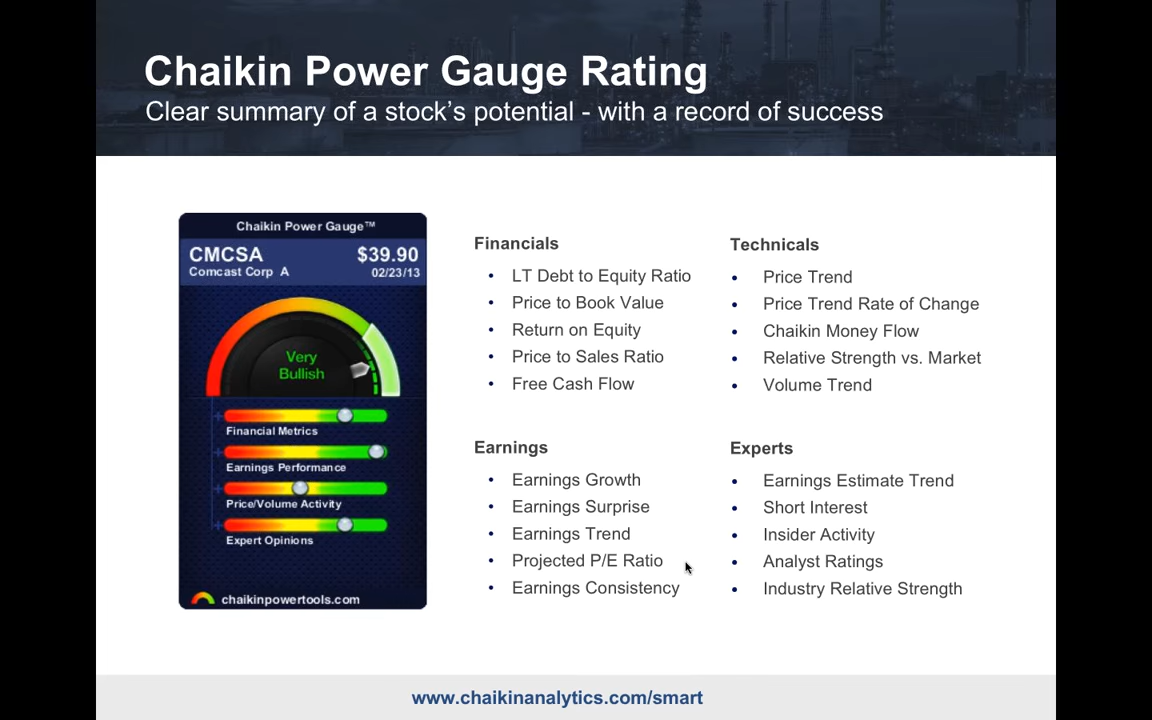 Chaikin Power Gauge Rating
Clear summary of a stock's potential - with a record of success
Chaikin Power Gauge™
CMCSA $39.90
Comcast Corp A 02/23/13
Very
Bullish
Financial Metrics
Earnings Performance
Price/Volume Activity
Expert Opinions
chaikinpowertools.com
Financials
• LT Debt to Equity Ratio
• Price to Book Value
• Return on Equity
• Price to Sales Ratio
• Free Cash Flow
Technicals
• Price Trend
• Price Trend Rate of Change
• Chaikin Money Flow
• Relative Strength vs. Market
• Volume Trend
Earnings
• Earnings Growth
• Earnings Surprise
• Earnings Trend
• Projected P/E Ratio
• Earnings Consistency
Experts
• Earnings Estimate Trend
• Short Interest
• Insider Activity
• Analyst Ratings
• Industry Relative Strength
www.chaikinanalytics.com/smart